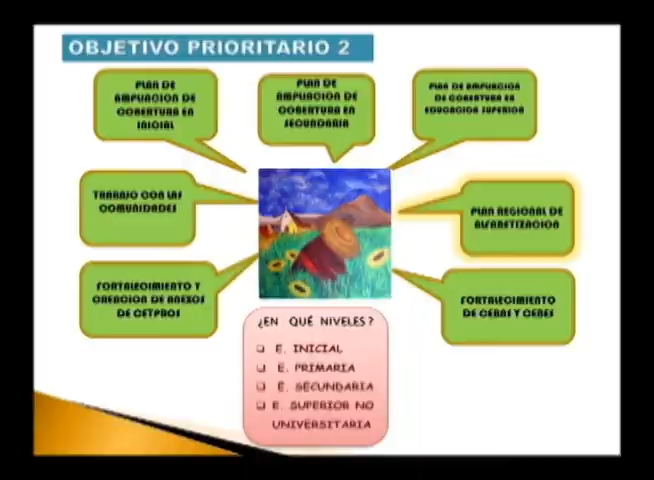 OBJETIVO PRIORITARIO 2
PLAN DE
AMPLIACION DE
COBERTURA EN
INICIAL
PLAN DE
AMPLIACION DE
COBERTURA EN
SECUNDARIA
PLAN DE AMPLIACION
DE COBERTURA EN
EDUCACION SUPERIOR
TRABAJO CON LAS
COMUNIDADES
PLAN REGIONAL DE
ALFABETIZACION
FORTALECIMIENTO Y
CREACION DE ANEXOS
DE CETPROS
FORTALECIMIENTO
DE CEBAS Y CEBES
¿EN QUÉ NIVELES?
E. INICIAL
E. PRIMARIA
E. SECUNDARIA
E. SUPERIOR NO
UNIVERSITARIA